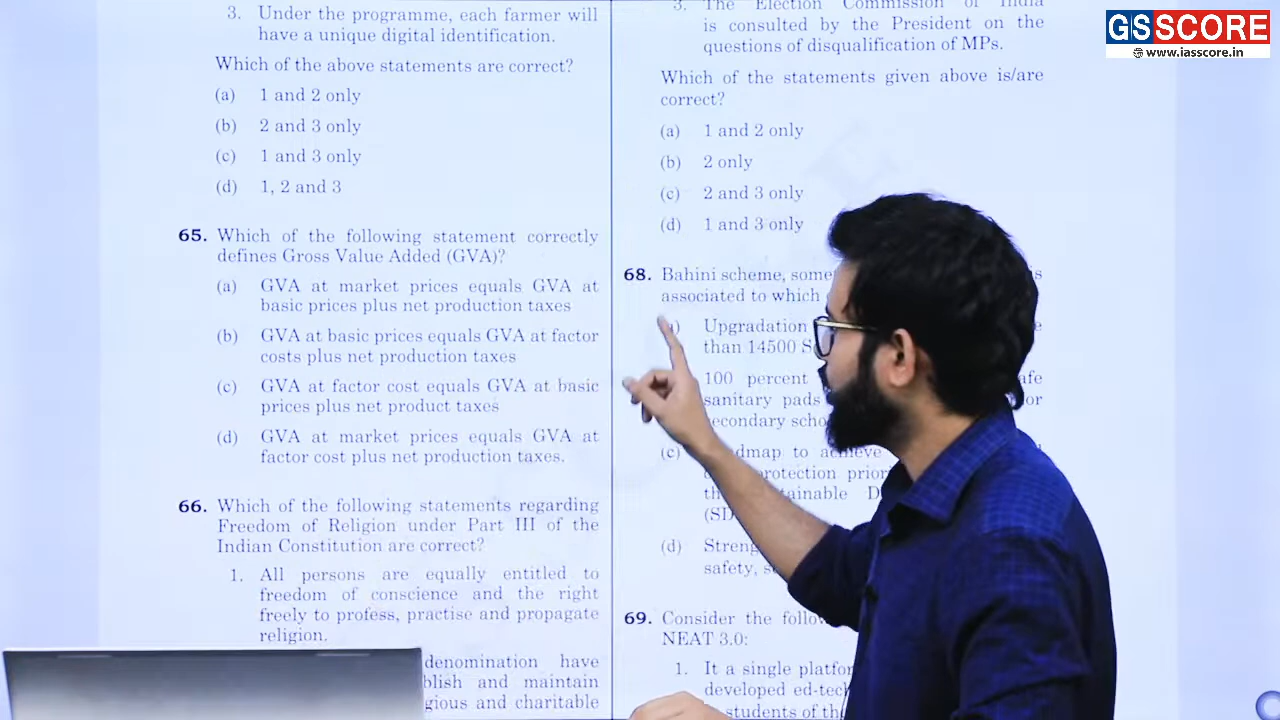 3. Under the programme, each farmer will
have a unique digital identification.
Which of the above statements are correct?
(a) 1 and 2 only
(b) 2 and 3 only
(c) 1 and 3 only
(d) 1, 2 and 3
65. Which of the following statement correctly
defines Gross Value Added (GVA)?
(a) GVA at market prices equals GVA at
basic prices plus net production taxes
(b) GVA at basic prices equals GVA at factor
costs plus net production taxes
(c) GVA at factor cost equals GVA at basic
prices plus net product taxes
(d) GVA at market prices equals GVA at
factor cost plus net production taxes.
66. Which of the following statements regarding
Freedom of Religion under Part III of the
Indian Constitution are correct?
1. All persons are equally entitled to
freedom of conscience and the right
freely to profess, practise and propagate
religion.
denomination have
blish and maintain
gious and charitable
3. The Election Commission of India
is consulted by the President on the
questions of disqualification of MPs.
Which of the statements given above is/are
correct?
(a) 1 and 2 only
(b) 2 only
(c) 2 and 3 only
(d) 1 and 3 only
68. Bahini scheme,
associated to which
Upgradation
than 14500
100 percent
sanitary pads
(c) to achieve
protection
(d)
safety,
69. Consider the
NEAT 3.0:
1. It a single
developed
students of
GSSCORE
www.iasscore.in